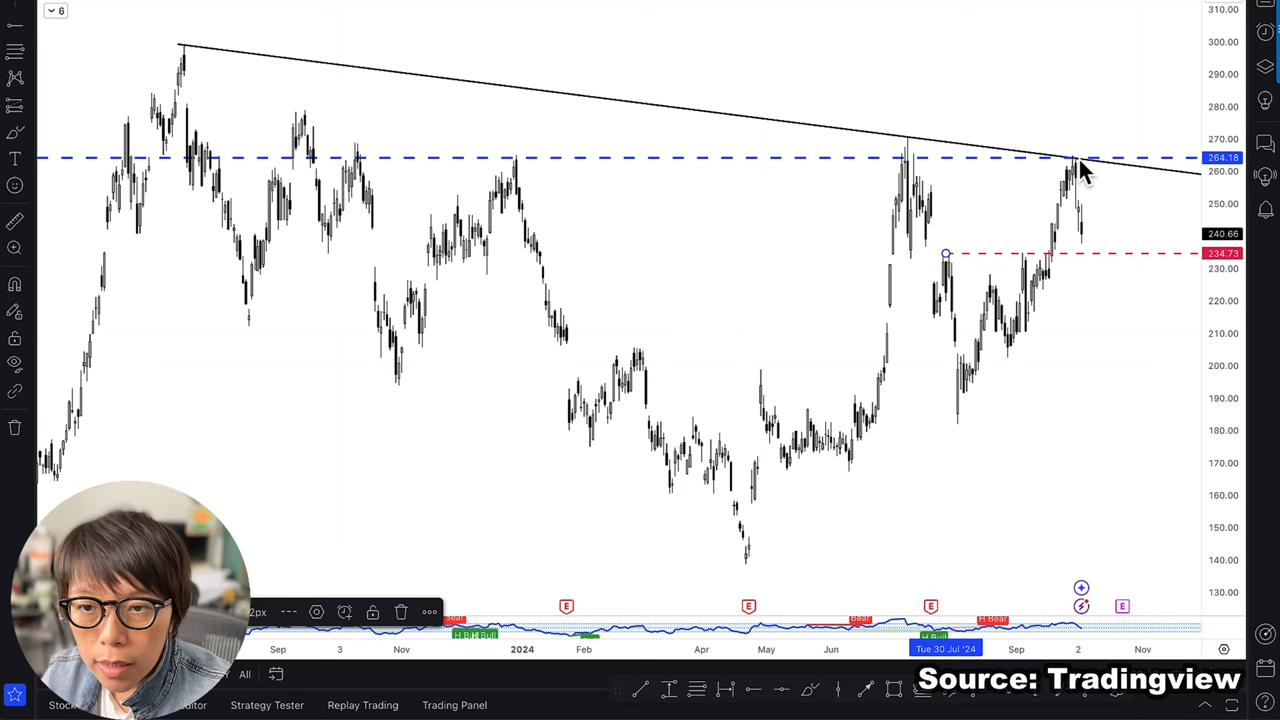 6
310.00
300.00
290.00
280.00
270.00
264.18
260.00
250.00
240.66
234.73
230.00
220.00
210.00
200.00
190.00
180.00
170.00
160.00
150.00
140.00
130.00
E E E E
2px
Bear Bear H Bear
H Bull H Bull
Sep 3 Nov 2024 Feb Apr May Jun Tue 30 Jul '24 Sep 2 Nov
All
Source: Tradingview
Strategy Tester Replay Trading Trading Panel